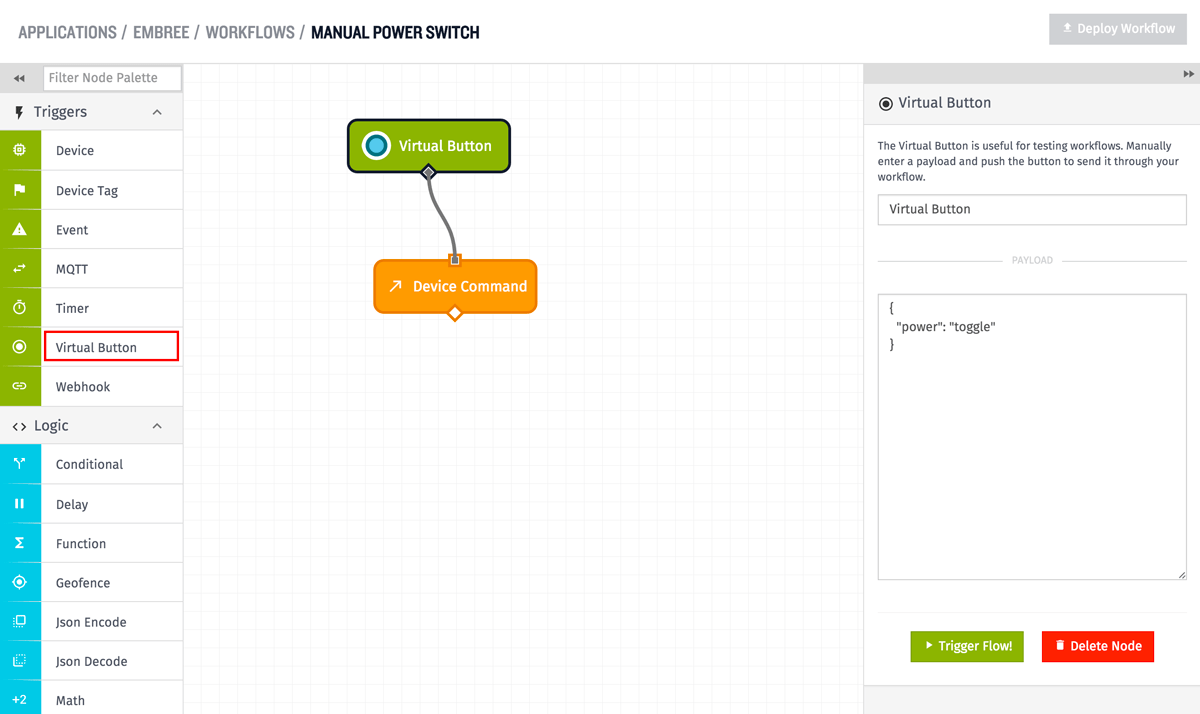 APPLICATIONS / EMBREE / WORKFLOWS / MANUAL POWER SWITCH
Deploy Workflow
Filter Node Palette
Triggers
Device
Device Tag
Event
MQTT
Timer
Virtual Button
Webhook
Logic
Conditional
Delay
Function
Geofence
Json Encode
Json Decode
+2 Math
Virtual Button
Device Command
Virtual Button
The Virtual Button is useful for testing workflows. Manually
enter a payload and push the button to send it through your
workflow.
Virtual Button
PAYLOAD
{
"power": "toggle"
}
Trigger Flow!
Delete Node